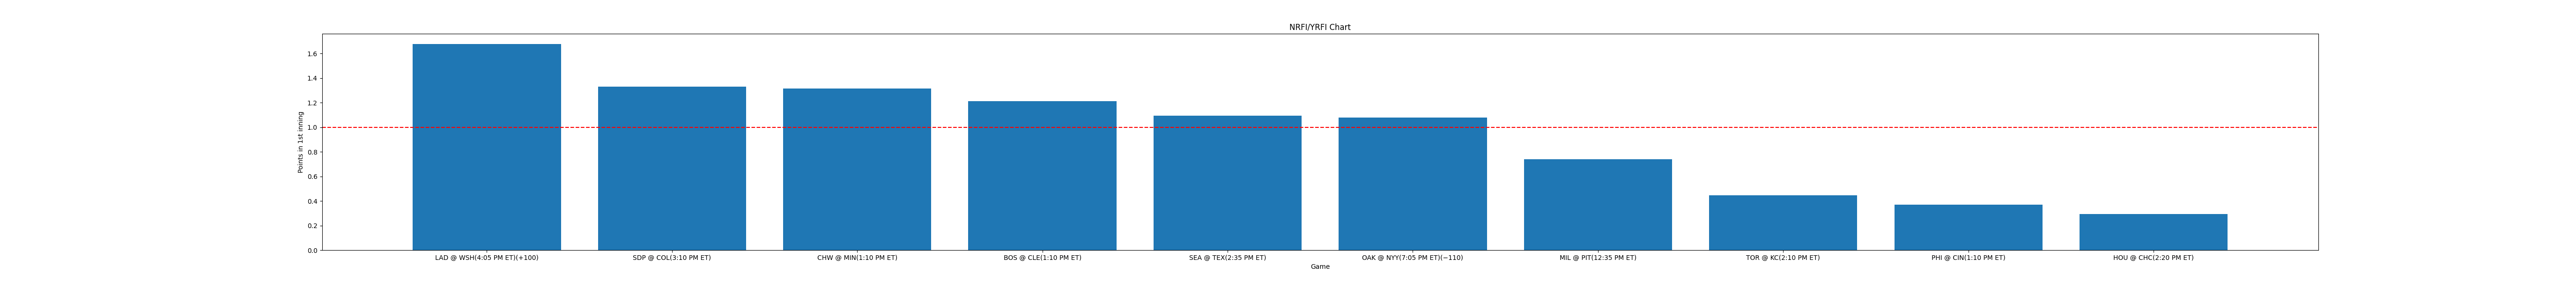 NRFI/YRFI Chart
Points in 1st inning
1.6
1.4
1.2
1.0
0.8
0.6
0.4
0.2
0.0
LAD @ WSH(4:05 PM ET)(+100)
SDP @ COL(3:10 PM ET)
CHW @ MIN(1:10 PM ET)
BOS @ CLE(1:10 PM ET)
SEA @ TEX(2:35 PM ET)
OAK @ NYY(7:05 PM ET)(−110)
MIL @ PIT(12:35 PM ET)
TOR @ KC(2:10 PM ET)
PHI @ CIN(1:10 PM ET)
HOU @ CHC(2:20 PM ET)
Game